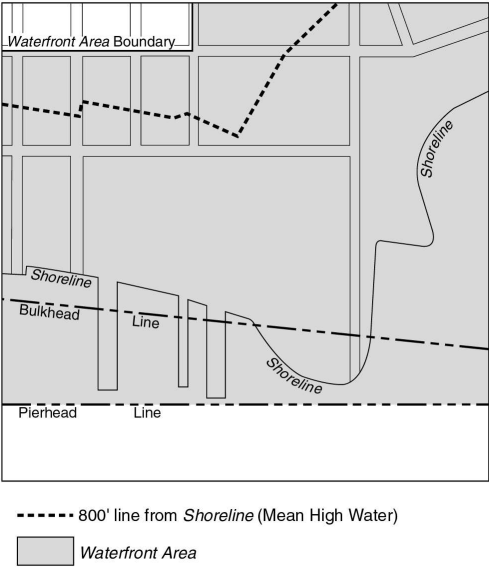 Waterfront Area Boundary
Shoreline
Shoreline
Bulkhead Line
Shoreline
Pierhead Line
800' line from Shoreline (Mean High Water)
Waterfront Area